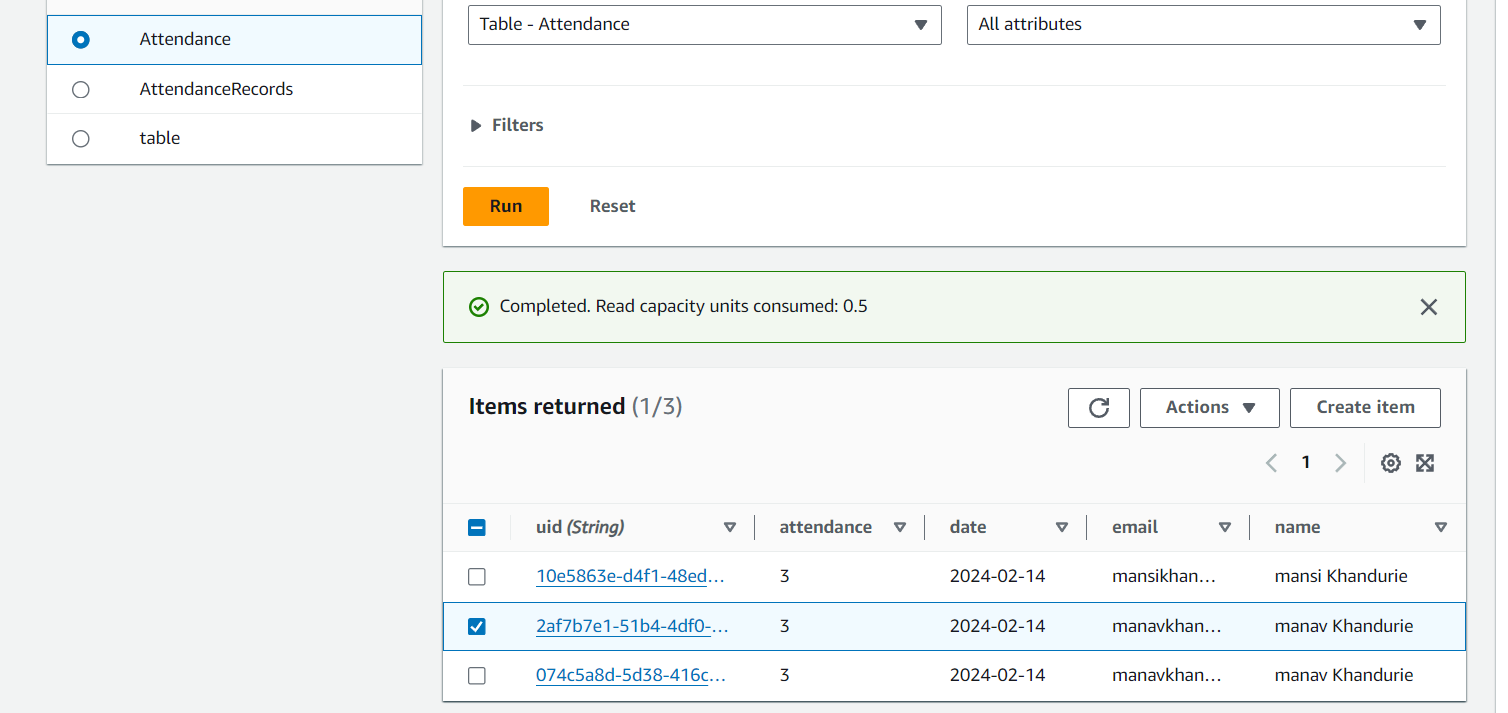 Attendance
AttendanceRecords
table
Table - Attendance
All attributes
Filters
Run
Reset
Completed. Read capacity units consumed: 0.5
Items returned (1/3)
Actions
Create item
1
uid (String) attendance date email name
10e5863e-d4f1-48ed... 3 2024-02-14 mansikhan... mansi Khandurie
2af7b7e1-51b4-4df0-... 3 2024-02-14 manavkhan... manav Khandurie
074c5a8d-5d38-416c... 3 2024-02-14 manavkhan... manav Khandurie